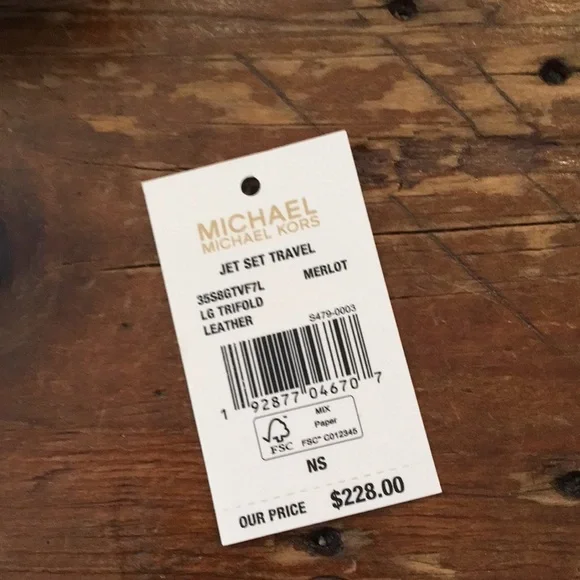 MICHAEL
MICHAEL KORS
JET SET TRAVEL
35S8GTVF7L MERLOT
LG TRIFOLD
LEATHER
S479-0003
1 92877 04670 7
FSC
MIX
Paper
FSC™ C012345
NS
OUR PRICE $228.00